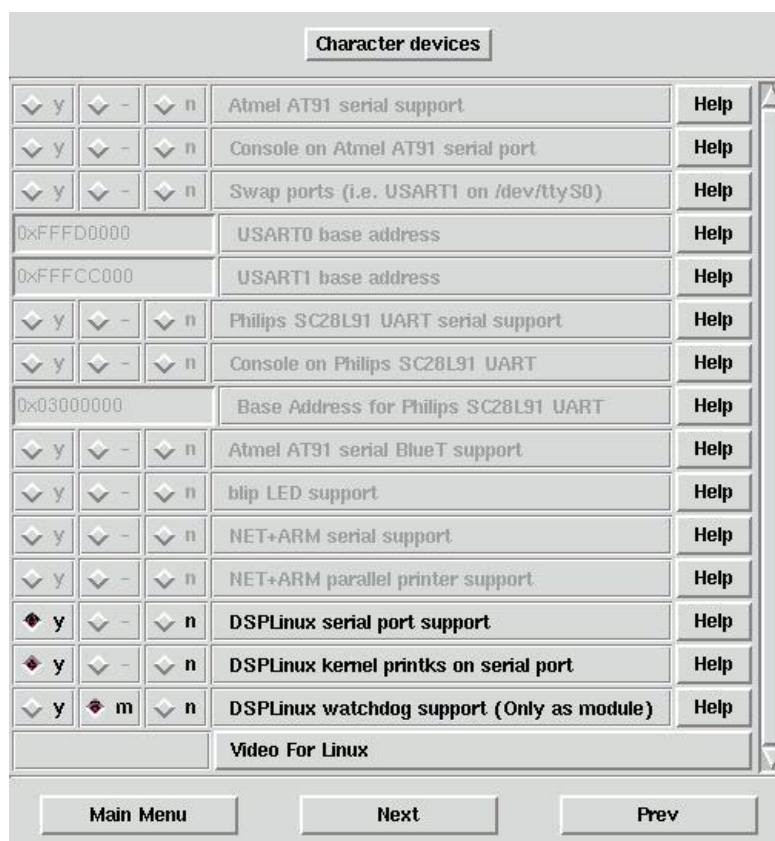 Character devices
y - n Atmel AT91 serial support Help
y - n Console on Atmel AT91 serial port Help
y - n Swap ports (i.e. USART1 on /dev/ttyS0) Help
0xFFFD0000 USART0 base address Help
0xFFFCC000 USART1 base address Help
y - n Philips SC28L91 UART serial support Help
y - n Console on Philips SC28L91 UART Help
0x03000000 Base Address for Philips SC28L91 UART Help
y - n Atmel AT91 serial BlueT support Help
y - n blip LED support Help
y - n NET+ARM serial support Help
y - n NET+ARM parallel printer support Help
y - n DSPLinux serial port support Help
y - n DSPLinux kernel printks on serial port Help
y m n DSPLinux watchdog support (Only as module) Help
Video For Linux
Main Menu Next Prev